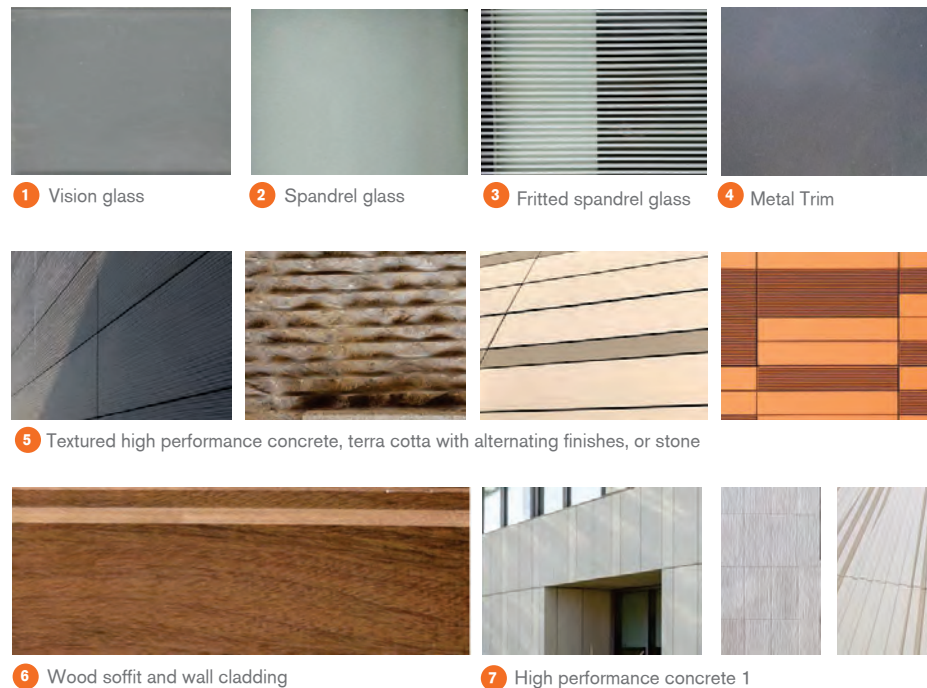 1 Vision glass
2 Spandrel glass
3 Fritted spandrel glass
4 Metal Trim
5 Textured high performance concrete, terra cotta with alternating finishes, or stone
6 Wood soffit and wall cladding
7 High performance concrete 1